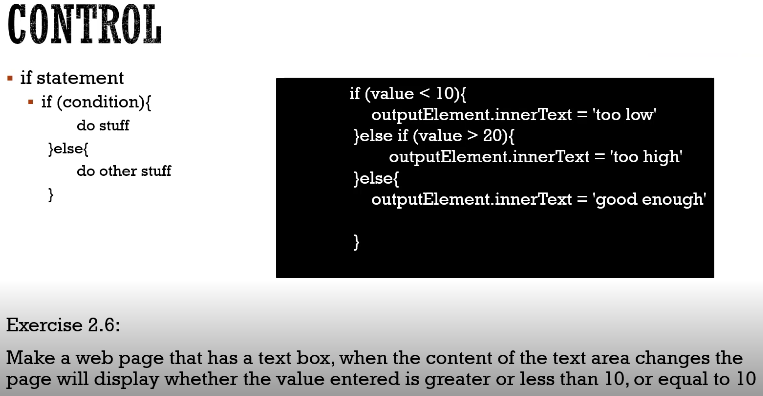 CONTROL
if statement
if (condition){
do stuff
}else{
do other stuff
}
if (value < 10){
outputElement.innerText = 'too low'
}else if (value > 20){
outputElement.innerText = 'too high'
}else{
outputElement.innerText = 'good enough'
}
Exercise 2.6:
Make a web page that has a text box, when the content of the text area changes the
page will display whether the value entered is greater or less than 10, or equal to 10